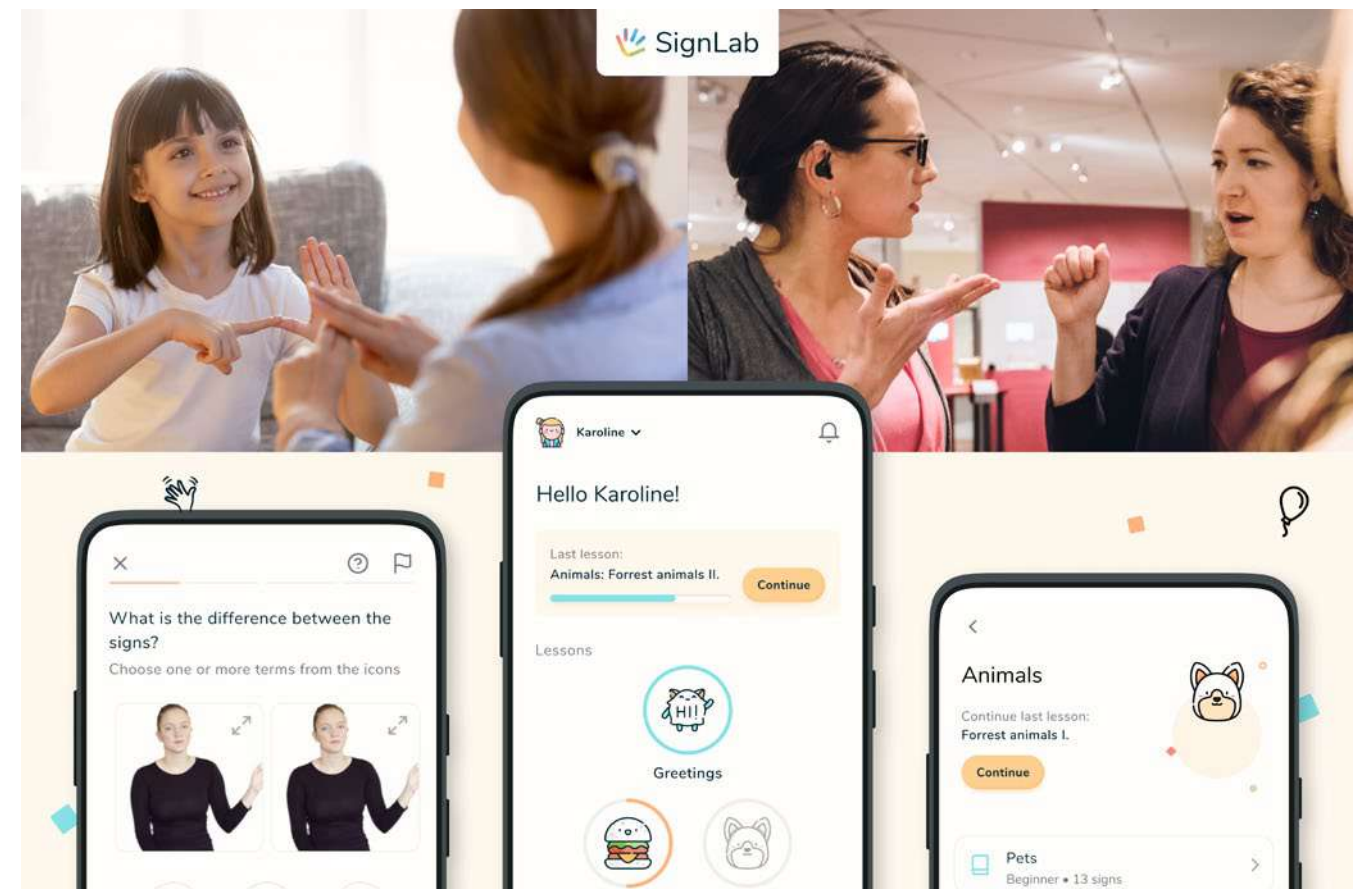 SignLab
Karoline
Hello Karoline!
Last lesson:
Animals: Forrest animals II.
Continue
Lessons
HI!
Greetings
What is the difference between the
signs?
Choose one or more terms from the icons
Animals
Continue last lesson:
Forrest animals I.
Continue
Pets
Beginner • 13 signs